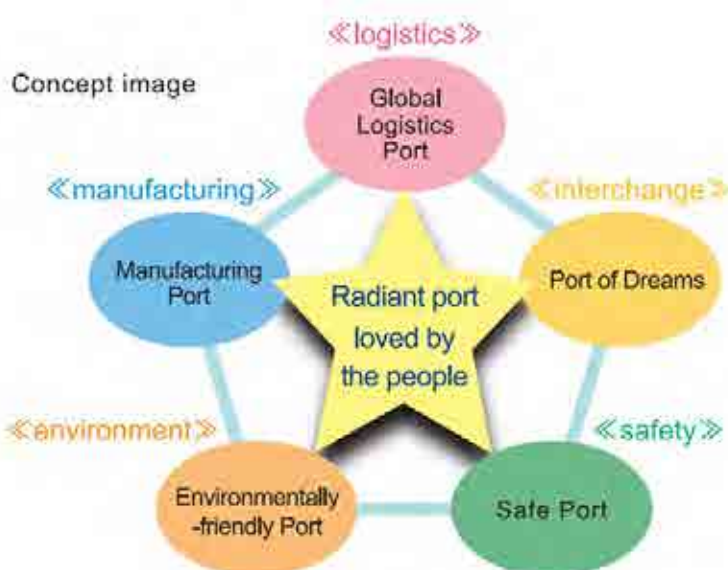 ≪logistics≫
Concept image
Global
Logistics
Port
≪manufacturing≫
≪interchange≫
Manufacturing
Port
Port of Dreams
Radiant port
loved by
the people
≪environment≫
≪safety≫
Environmentally
-friendly Port
Safe Port